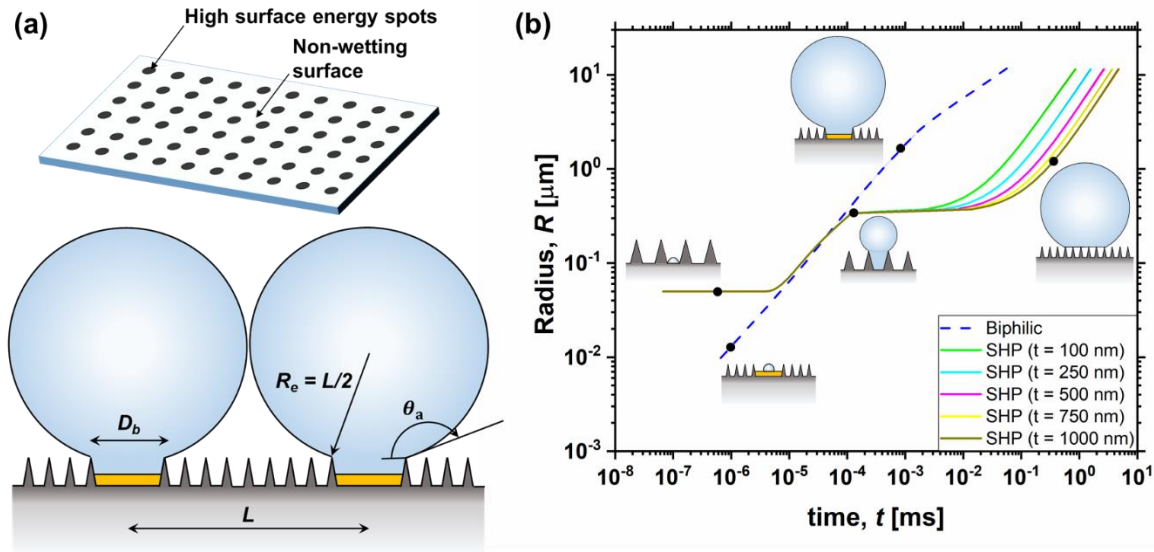 (a)
High surface energy spots
Non-wetting
surface
R_e = L/2
θ_a
D_b
L
(b)
Radius, R [μm]
10^1
10^0
10^-1
10^-2
10^-3
Biphilic
SHP (t = 100 nm)
SHP (t = 250 nm)
SHP (t = 500 nm)
SHP (t = 750 nm)
SHP (t = 1000 nm)
10^-8 10^-7 10^-6 10^-5 10^-4 10^-3 10^-2 10^-1 10^0 10^1
time, t [ms]